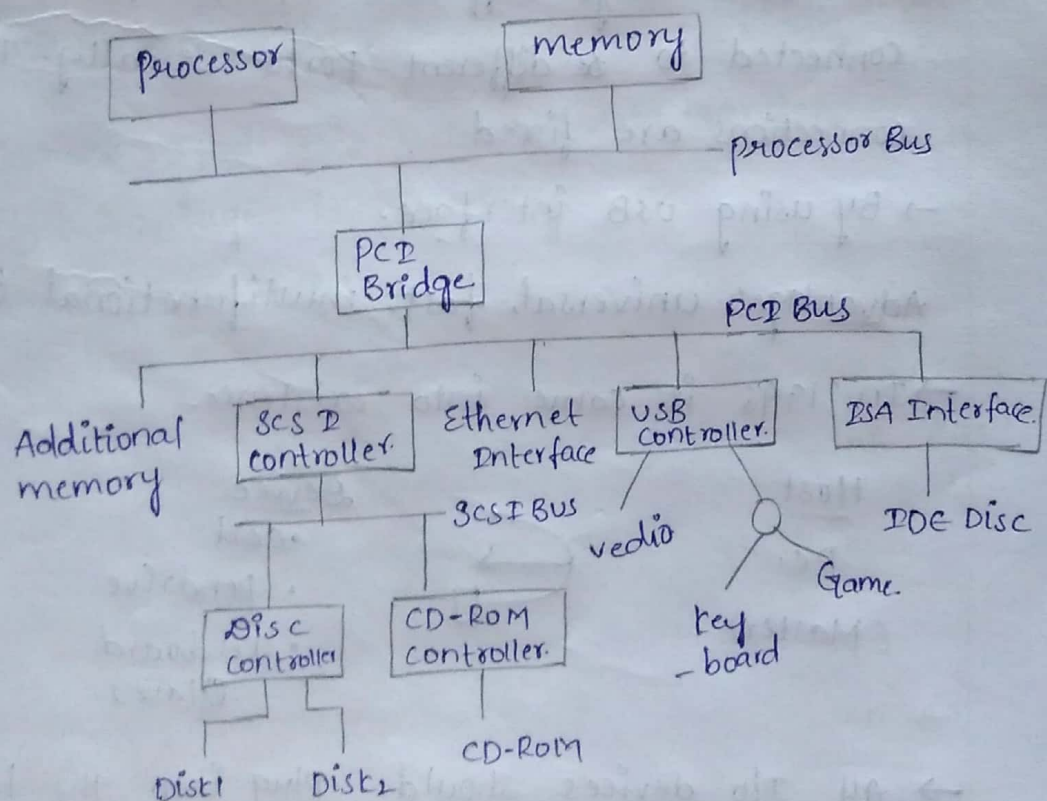 Processor
memory
processor Bus
PCI
Bridge
PCI BUS
Additional
memory
SCSI
controller.
Ethernet
Interface
USB
controller.
ISA Interface.
SCSI BUS
vedio
IDE Disc
Game.
key
-board
Disc
controller
CD-ROM
controller.
CD-ROM
Disk1
Disk2